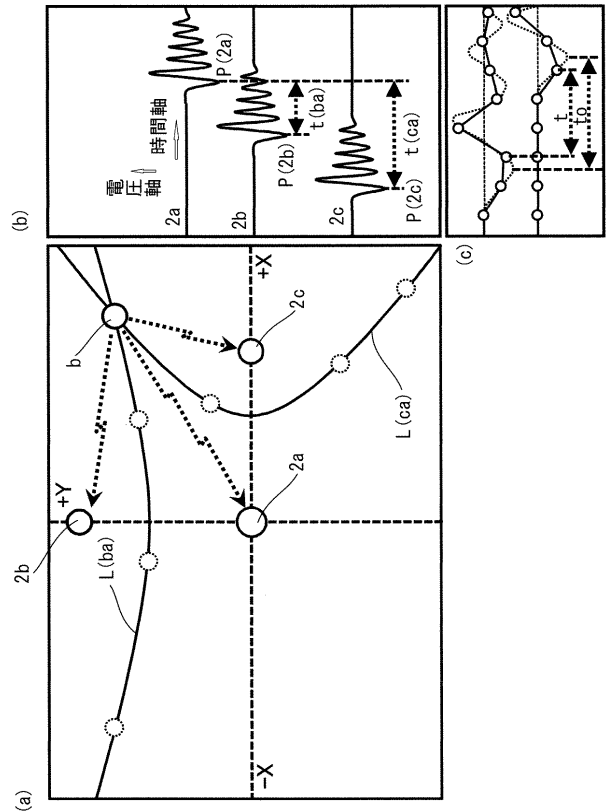 (a)
2b
+Y
b
L(ba)
2a
2c
-X
+X
L(ca)
(b)
電圧軸
時間軸
2a
P(2a)
2b
P(2b)
t(ba)
2c
P(2c)
t(ca)
(c)
t
to